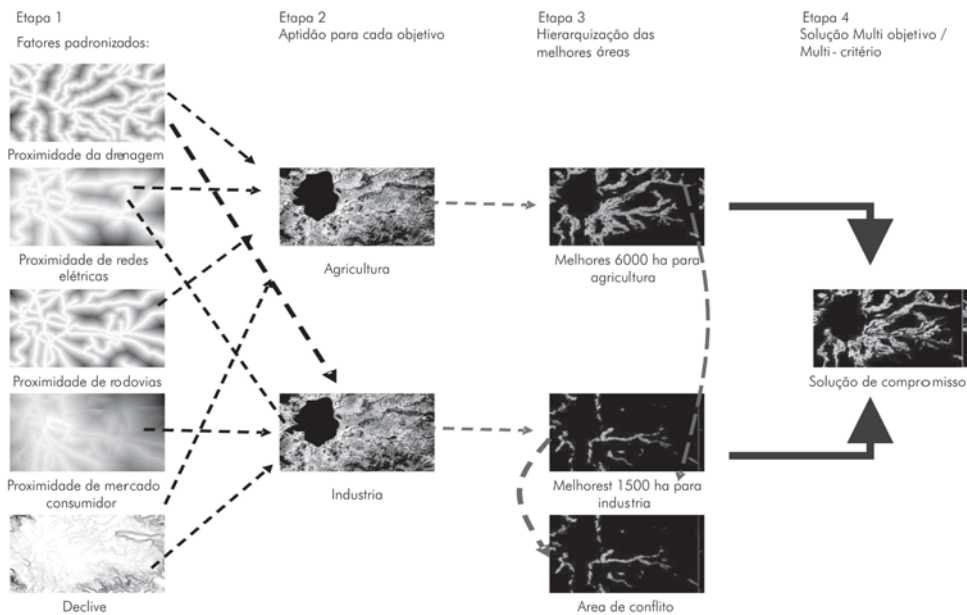 Etapa 1
Fatores padronizados:
Proximidade da drenagem
Proximidade de redes
elétricas
Proximidade de rodovias
Proximidade de mercado
consumidor
Declive
Etapa 2
Aptidão para cada objetivo
Agricultura
Industria
Etapa 3
Hierarquização das
melhores áreas
Melhores 6000 ha para
agricultura
Melhorest 1500 ha para
industria
Area de conflito
Etapa 4
Solução Multi objetivo /
Multi- critério
Solução de compromisso